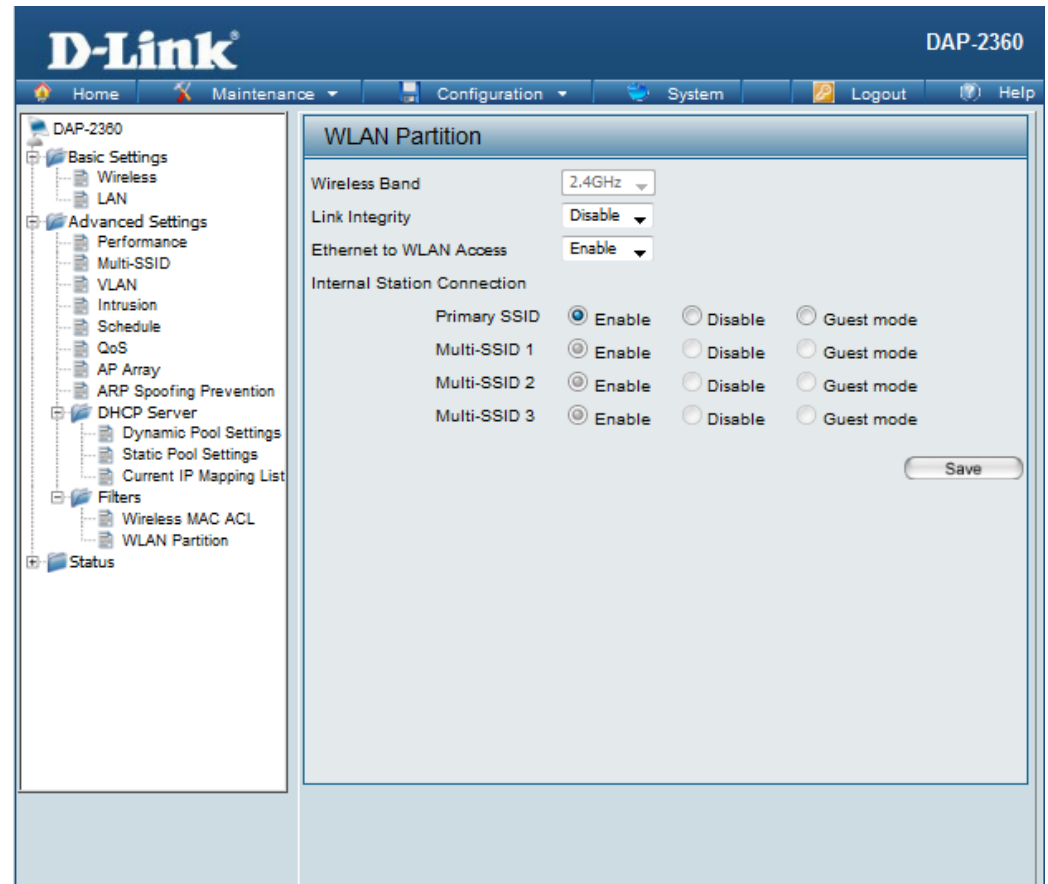 D-Link®
DAP-2360
Home Maintenance Configuration System Logout Help
DAP-2360
Basic Settings
Wireless
LAN
Advanced Settings
Performance
Multi-SSID
VLAN
Intrusion
Schedule
QoS
AP Array
ARP Spoofing Prevention
DHCP Server
Dynamic Pool Settings
Static Pool Settings
Current IP Mapping List
Filters
Wireless MAC ACL
WLAN Partition
Status
WLAN Partition
Wireless Band 2.4GHz
Link Integrity Disable
Ethernet to WLAN Access Enable
Internal Station Connection
Primary SSID Enable Disable Guest mode
Multi-SSID 1 Enable Disable Guest mode
Multi-SSID 2 Enable Disable Guest mode
Multi-SSID 3 Enable Disable Guest mode
Save